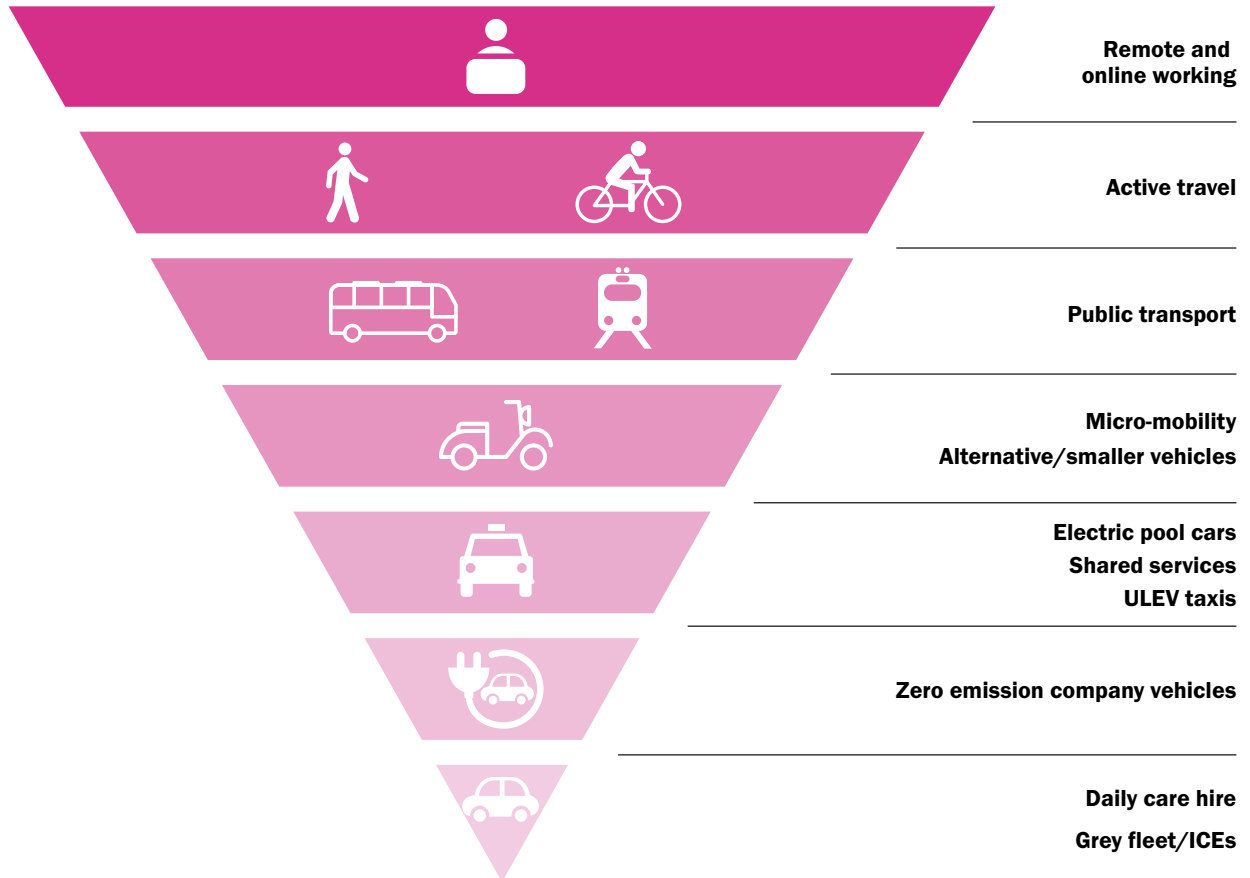 Remote and
online working
Active travel
Public transport
Micro-mobility
Alternative/smaller vehicles
Electric pool cars
Shared services
ULEV taxis
Zero emission company vehicles
Daily care hire
Grey fleet/ICEs